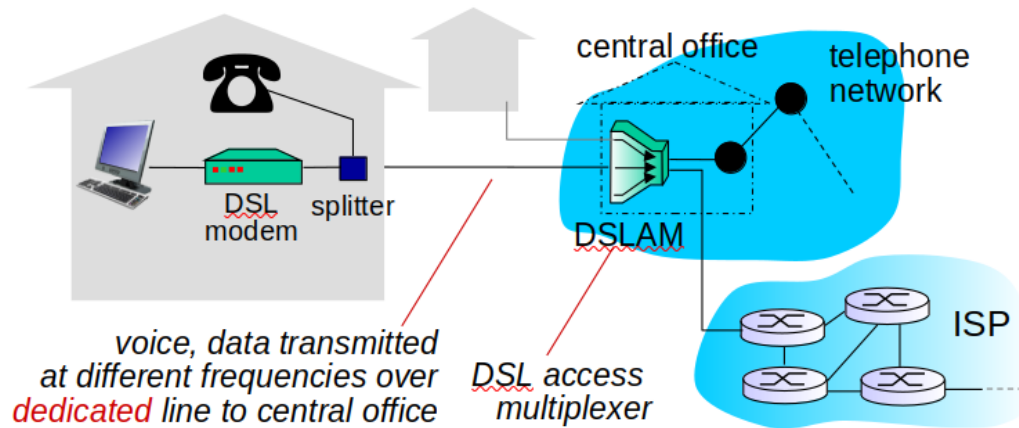 central office
telephone
network
DSL
modem
splitter
DSLAM
ISP
voice, data transmitted
at different frequencies over
dedicated line to central office
DSL access
multiplexer